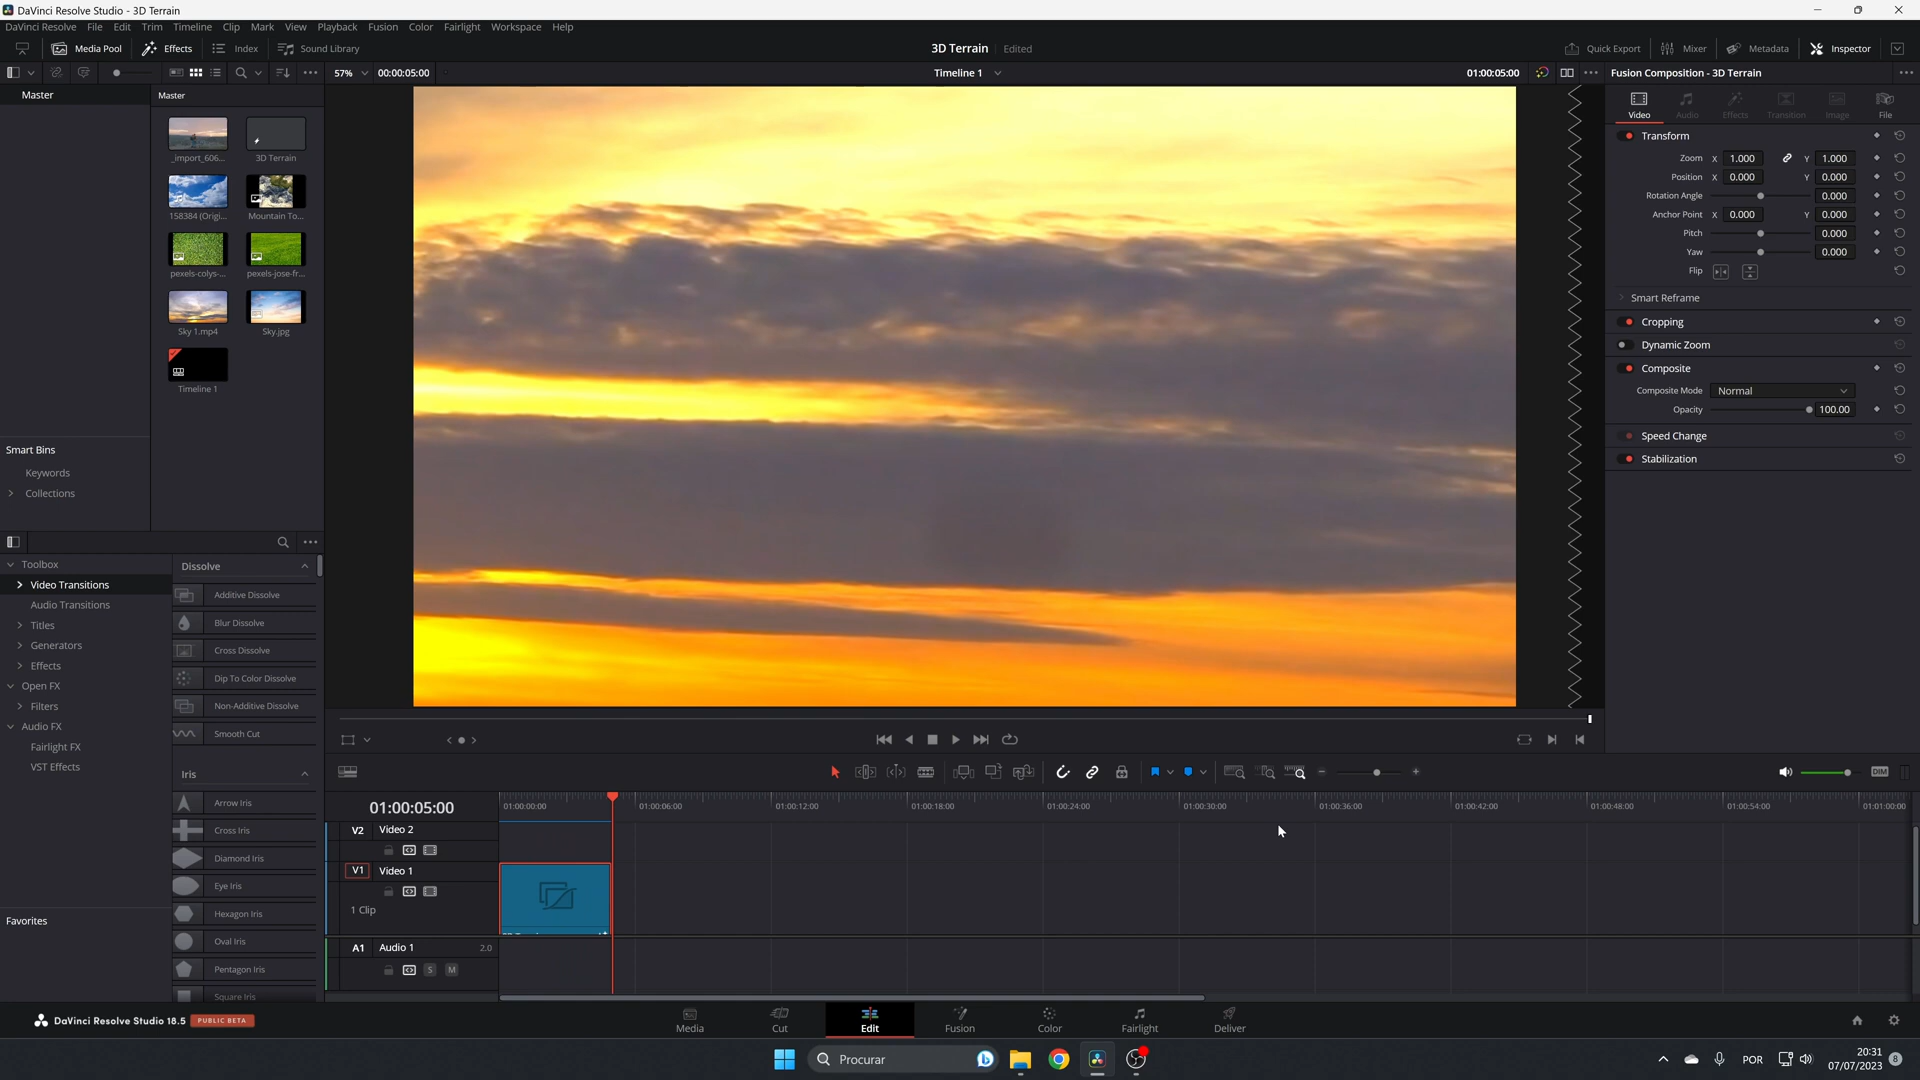 DaVinci Resolve Studio - 3D Terrain
DaVinci Resolve File Edit Trim Timeline Clip Mark View Playback Fusion Color Fairlight Workspace Help
Media Pool Effects Index Sound Library 3D Terrain Edited Quick Export Mixer Metadata Inspector
57% 00:00:05:00 Timeline 1 01:00:05:00 Fusion Composition - 3D Terrain
Master Master
Video Audio Effects Transition Image File
_import_606... 3D Terrain
158384 (Origi... Mountain To...
pexels-colys-... pexels-jose-fr...
Sky 1.mp4 Sky.jpg
Timeline 1
Transform
Zoom X 1.000 Y 1.000
Position X 0.000 Y 0.000
Rotation Angle 0.000
Anchor Point X 0.000 Y 0.000
Pitch 0.000
Yaw 0.000
Flip
Smart Reframe
Cropping
Dynamic Zoom
Composite
Composite Mode Normal
Opacity 100.00
Speed Change
Stabilization
Smart Bins
Keywords
Collections
Toolbox
Video Transitions
Audio Transitions
Titles
Generators
Effects
Open FX
Filters
Audio FX
Fairlight FX
VST Effects
Favorites
Dissolve
Additive Dissolve
Blur Dissolve
Cross Dissolve
Dip To Color Dissolve
Non-Additive Dissolve
Smooth Cut
Iris
Arrow Iris
Cross Iris
Diamond Iris
Eye Iris
Hexagon Iris
Oval Iris
Pentagon Iris
Square Iris
DIM
01:00:05:00 01:00:00:00 01:00:06:00 01:00:12:00 01:00:18:00 01:00:24:00 01:00:30:00 01:00:36:00 01:00:42:00 01:00:48:00 01:00:54:00 01:01:00:00
V2 Video 2
V1 Video 1
1 Clip
A1 Audio 1 2.0
S M
DaVinci Resolve Studio 18.5 PUBLIC BETA
Media Cut Edit Fusion Color Fairlight Deliver
Procurar
POR
20:31
07/07/2023
8